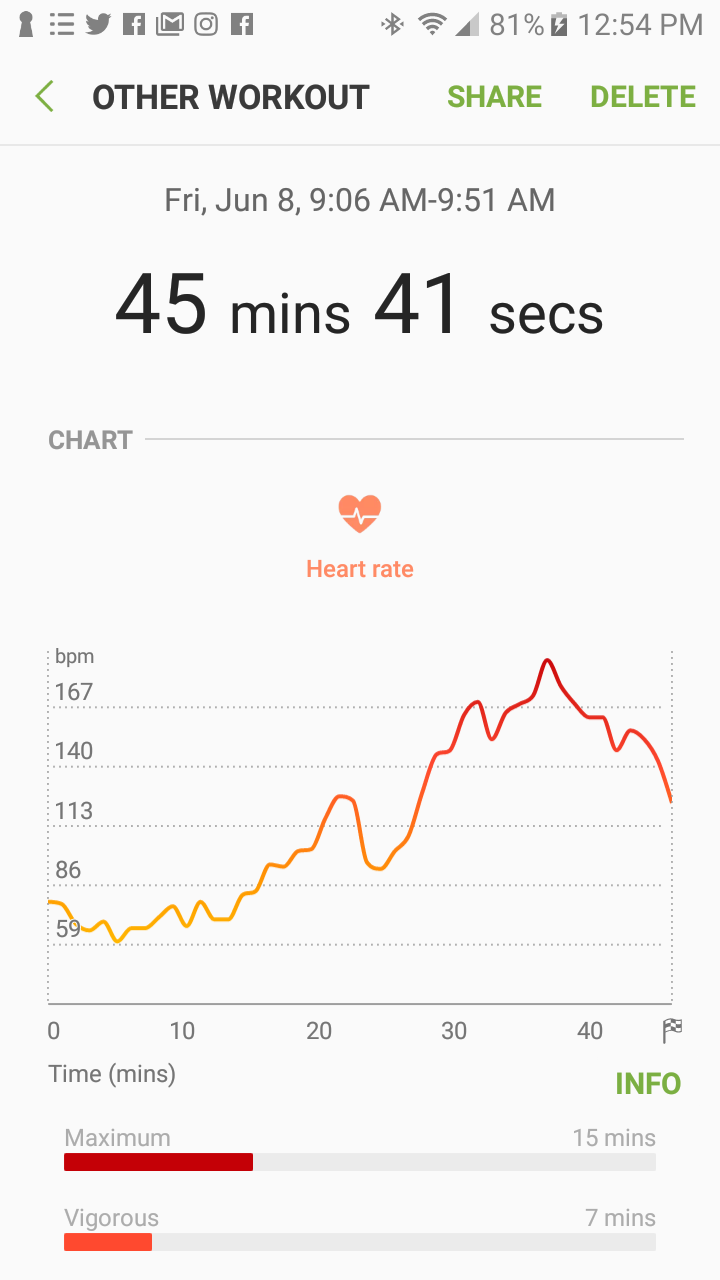 81% 12:54 PM
OTHER WORKOUT SHARE DELETE
Fri, Jun 8, 9:06 AM-9:51 AM
45 mins 41 secs
CHART
Heart rate
bpm
167
140
113
86
59
0 10 20 30 40
Time (mins)
INFO
Maximum 15 mins
Vigorous 7 mins